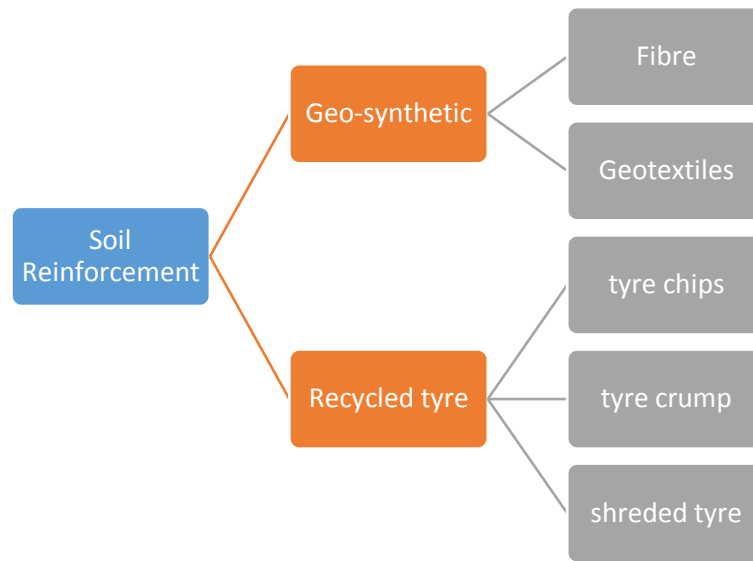 Soil
Reinforcement
Geo-synthetic
Fibre
Geotextiles
Recycled tyre
tyre chips
tyre crump
shreded tyre